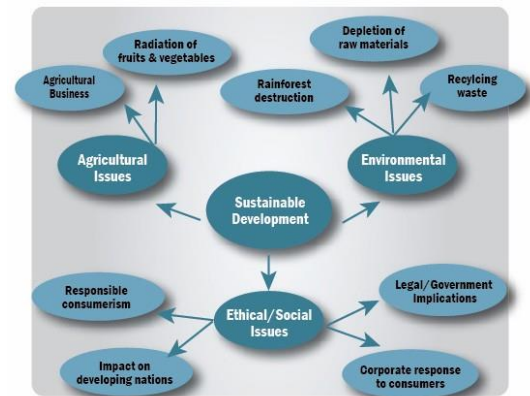 Radiation of
fruits & vegetables
Depletion of
raw materials
Agricultural
Business
Rainforest
destruction
Recylcing
waste
Agricultural
Issues
Environmental
Issues
Sustainable
Development
Responsible
consumerism
Ethical/Social
Issues
Legal/Government
Implications
Impact on
developing nations
Corporate response
to consumers